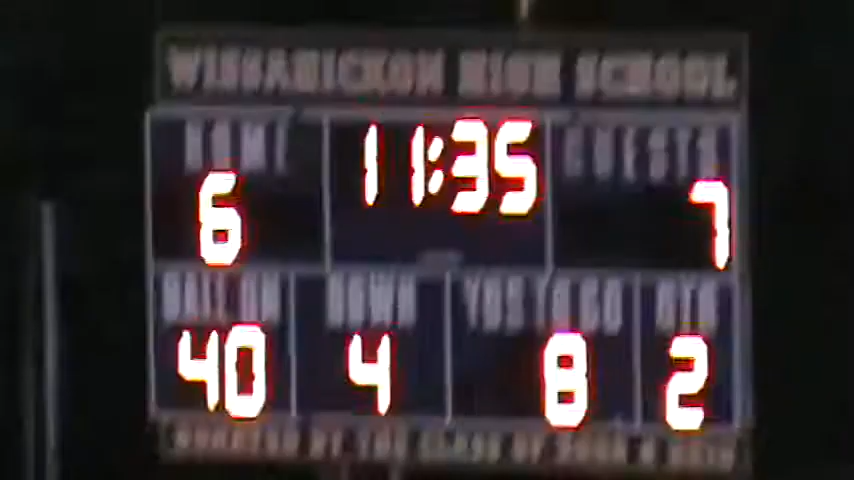 WISSAHICKON HIGH SCHOOL
HOME 11:35 GUESTS
6 7
BALL ON DOWN YDS TO GO QTR
40 4 8 2